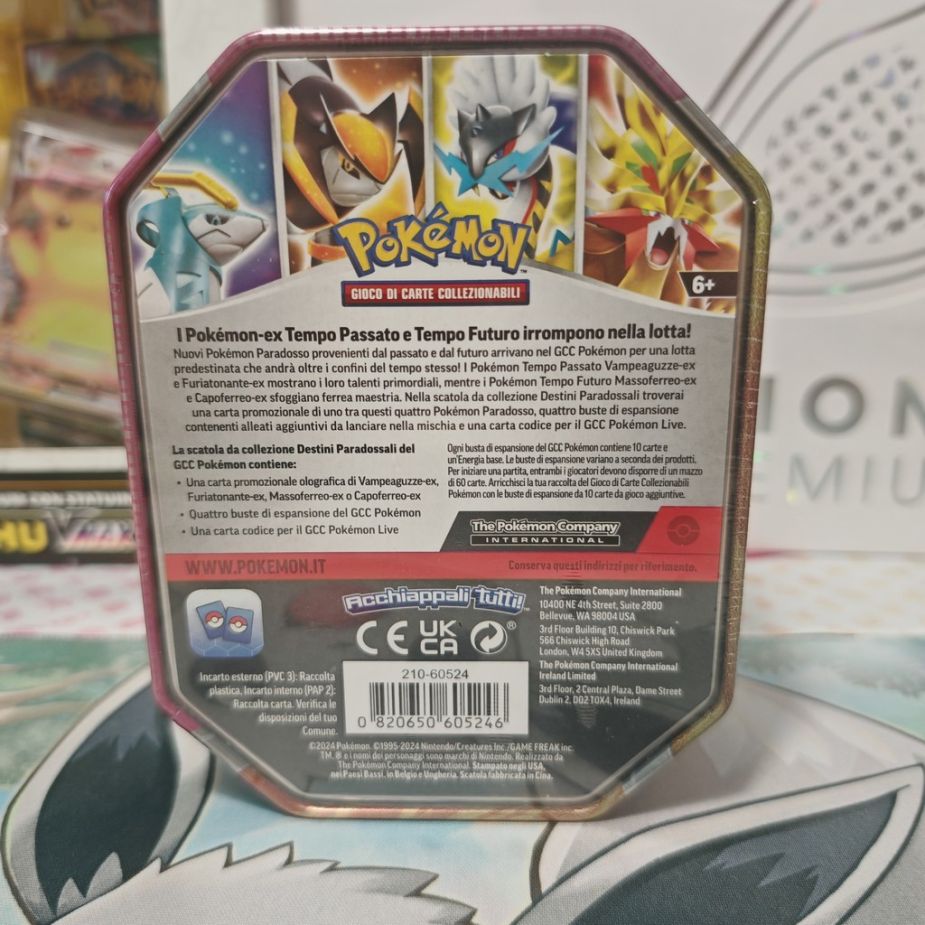 POKÉMON
GIOCO DI CARTE COLLEZIONABILI
6+
I Pokémon-ex Tempo Passato e Tempo Futuro irrompono nella lotta!
Nuovi Pokémon Paradosso provenienti dal passato e dal futuro arrivano nel GCC Pokémon per una lotta
predestinata che andrà oltre i confini del tempo stesso! I Pokémon Tempo Passato Vampeaguzze-ex
e Furiatonante-ex mostrano i loro talenti primordiali, mentre i Pokémon Tempo Futuro Massoferreo-ex
e Capoferreo-ex sfoggiano ferrea maestria. Nella scatola da collezione Destini Paradossali troverai
una carta promozionale di uno tra questi quattro Pokémon Paradosso, quattro buste di espansione
contenenti alleati aggiuntivi da lanciare nella mischia e una carta codice per il GCC Pokémon Live.
La scatola da collezione Destini Paradossali del
GCC Pokémon contiene:
• Una carta promozionale olografica di Vampeaguzze-ex,
Furiatonante-ex, Massoferreo-ex o Capoferreo-ex
• Quattro buste di espansione del GCC Pokémon
• Una carta codice per il GCC Pokémon Live
Ogni busta di espansione del GCC Pokémon contiene 10 carte e
un'Energia base. Le buste di espansione variano a seconda dei prodotti.
Per iniziare una partita, entrambi i giocatori devono disporre di un mazzo
di 60 carte. Arricchisci la tua raccolta del Gioco di Carte Collezionabili
Pokémon con le buste di espansione da 10 carte da gioco aggiuntive.
The Pokémon Company
INTERNATIONAL
WWW.POKEMON.IT
Conserva questi indirizzi per riferimento.
Acchiappali tutti!™
CE UK
CA ®
Incarto esterno (PVC 3): Raccolta
plastica, Incarto interno (PAP 2):
Raccolta carta. Verifica le
disposizioni del tuo
Comune.
210-60524
0 820650 605246
The Pokémon Company International
10400 NE 4th Street, Suite 2800
Bellevue, WA 98004 USA
3rd Floor Building 10, Chiswick Park
566 Chiswick High Road
London, W4 5XS United Kingdom
The Pokémon Company International
Ireland Limited
3rd Floor, 2 Central Plaza, Dame Street
Dublin 2, D02 T0X4, Ireland
©2024 Pokémon. ©1995-2024 Nintendo/Creatures Inc./GAME FREAK inc.
TM, ® e i nomi dei personaggi sono marchi di Nintendo. Realizzato da
The Pokémon Company International. Stampato negli USA,
nei Paesi Bassi, in Belgio e Ungheria. Scatola fabbricata in Cina.